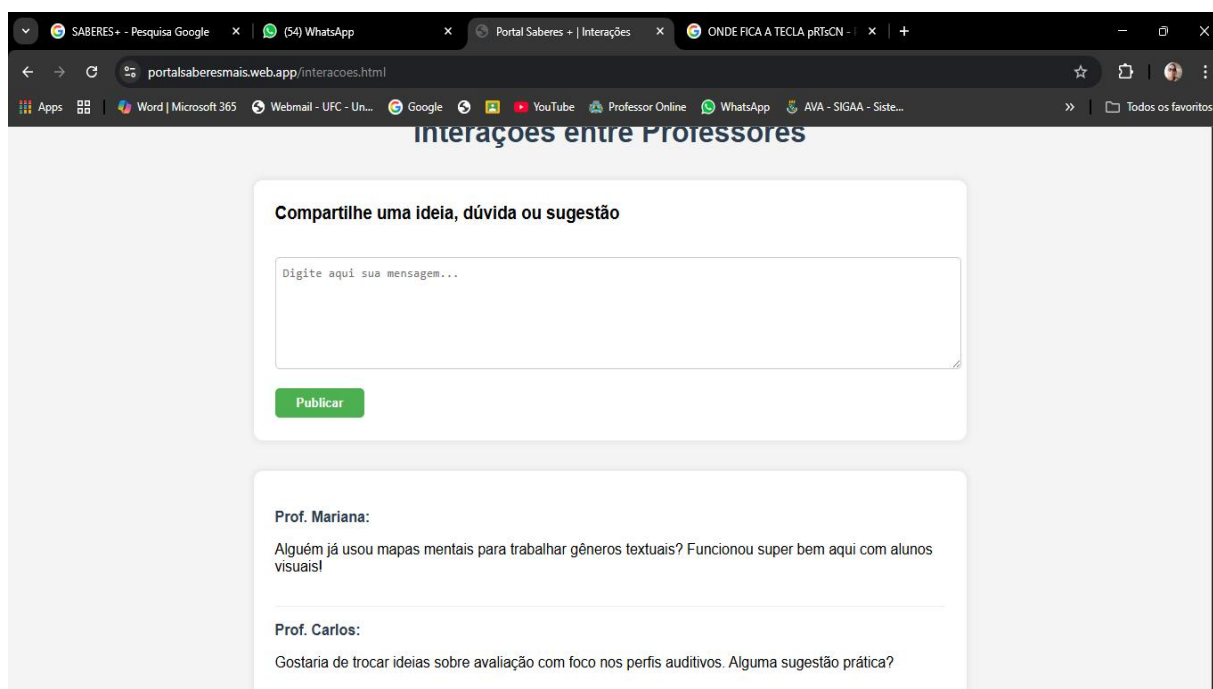 SABERES+ - Pesquisa Google
(54) WhatsApp
Portal Saberes + | Interações
ONDE FICA A TECLA pRTsCN -
portalsaberesmais.web.app/interacoes.html
Apps
Word | Microsoft 365
Webmail - UFC - Un...
Google
YouTube
Professor Online
WhatsApp
AVA - SIGAA - Siste...
»
Todos os favoritos
Interações entre Professores
Compartilhe uma ideia, dúvida ou sugestão
Digite aqui sua mensagem...
Publicar
Prof. Mariana:
Alguém já usou mapas mentais para trabalhar gêneros textuais? Funcionou super bem aqui com alunos
visuais!
Prof. Carlos:
Gostaria de trocar ideias sobre avaliação com foco nos perfis auditivos. Alguma sugestão prática?